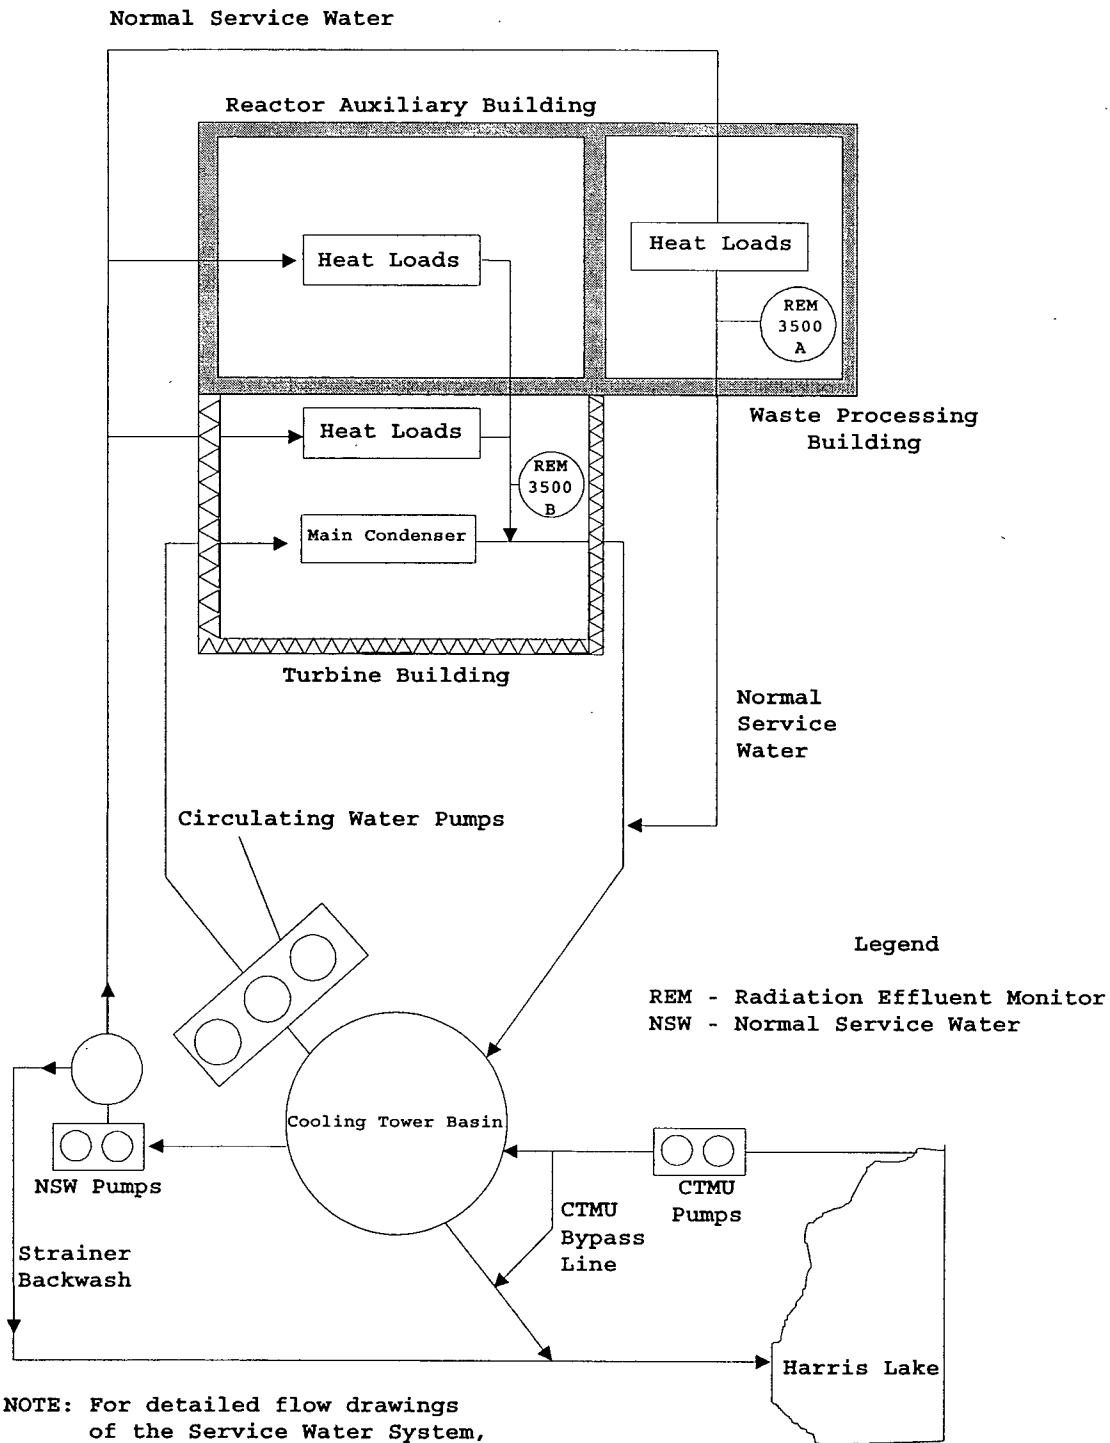 Normal Service Water
Reactor Auxiliary Building
Heat Loads
Heat Loads
REM
3500
A
Waste Processing
Building
Heat Loads
REM
3500
B
Main Condenser
Turbine Building
Normal
Service
Water
Circulating Water Pumps
Legend
REM - Radiation Effluent Monitor
NSW - Normal Service Water
Cooling Tower Basin
NSW Pumps
CTMU
Pumps
CTMU
Bypass
Line
Strainer
Backwash
Harris Lake
NOTE: For detailed flow drawings
of the Service Water System,